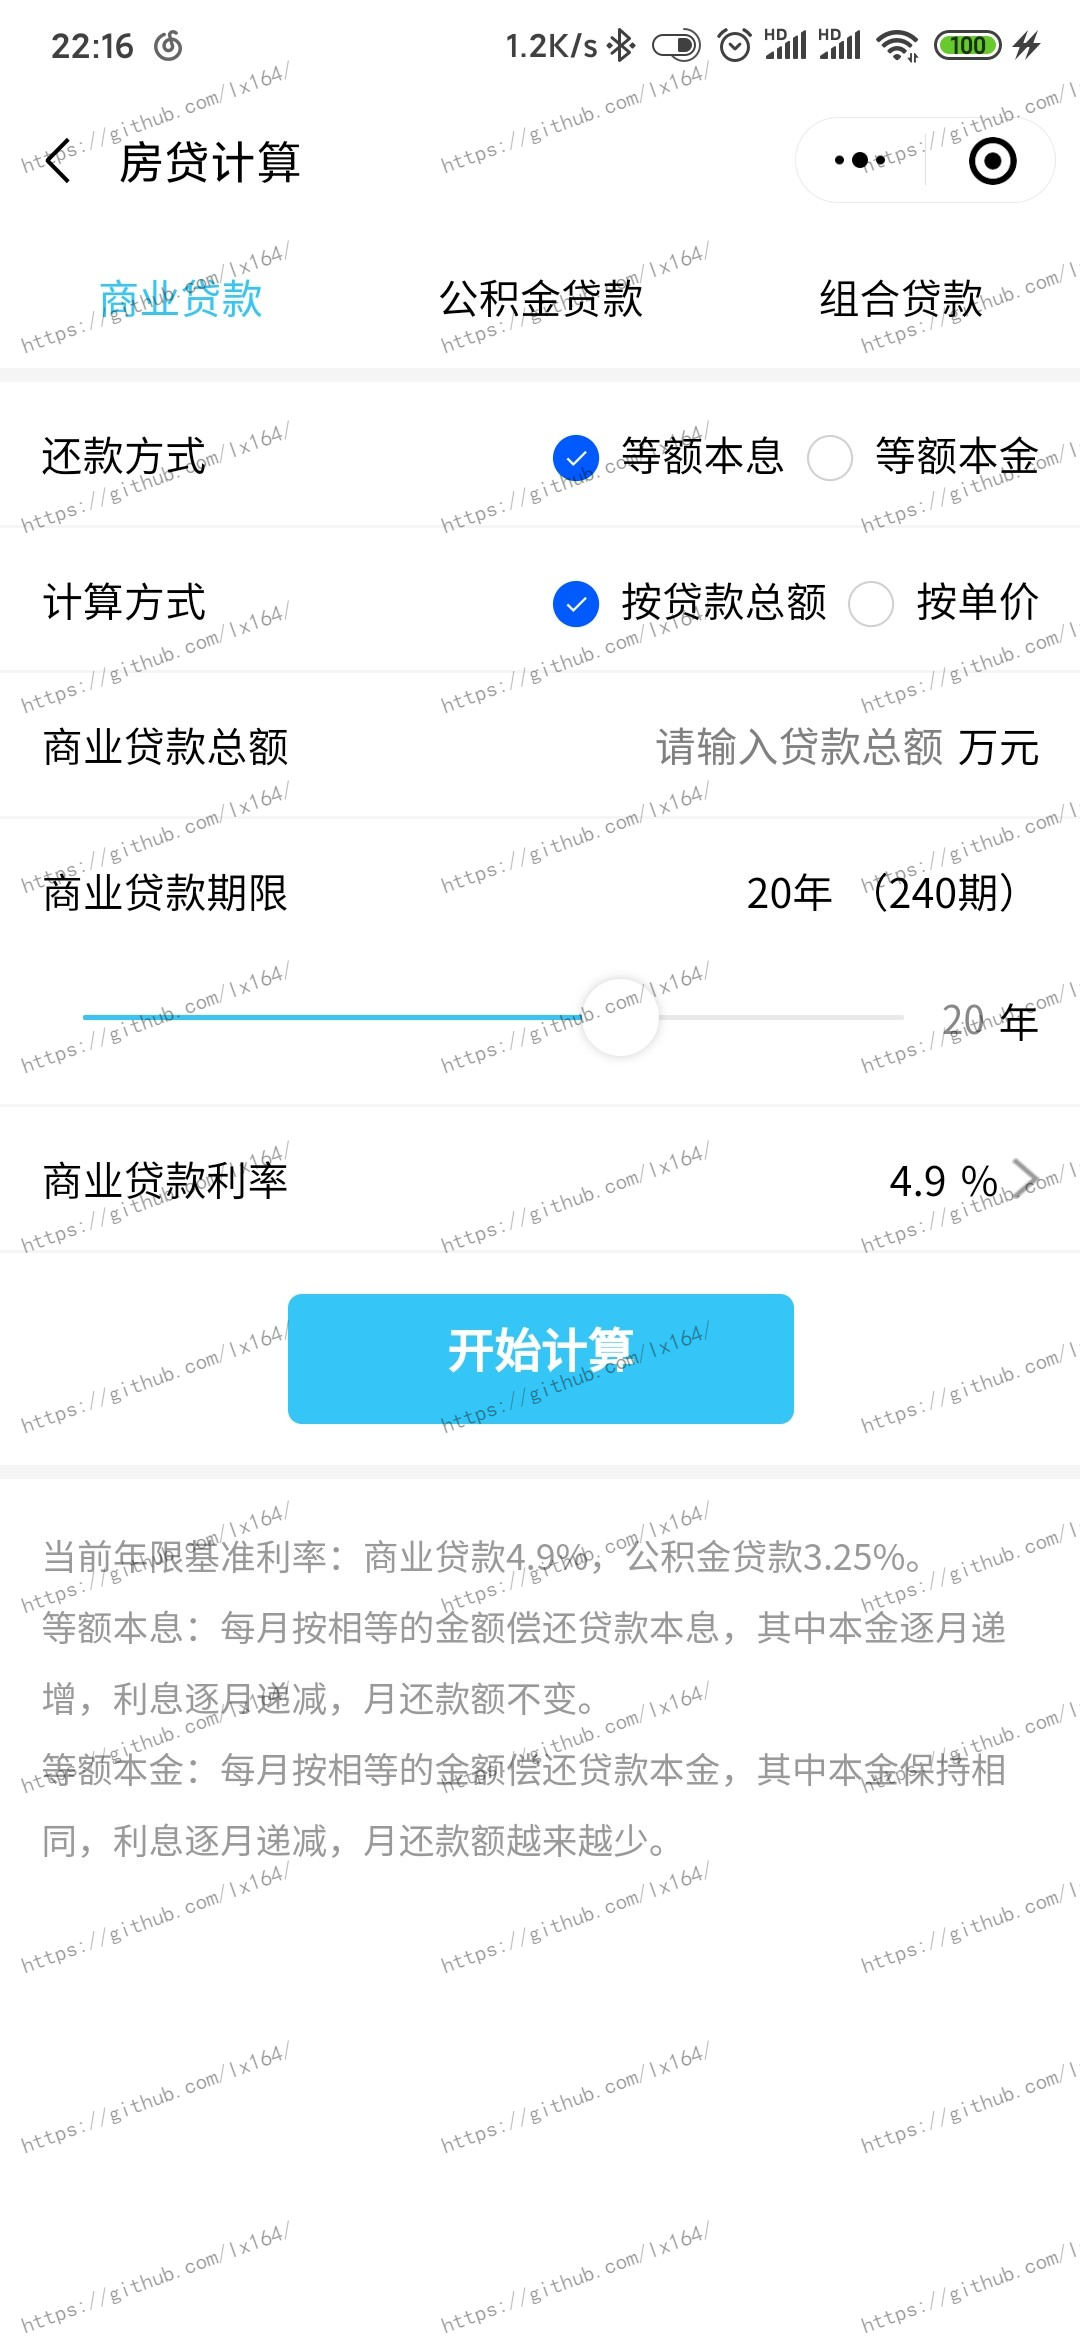 22:16 1.2K/s HD HD 100
房贷计算
商业贷款 公积金贷款 组合贷款
还款方式 等额本息 等额本金
计算方式 按贷款总额 按单价
商业贷款总额 请输入贷款总额 万元
商业贷款期限 20年 （240期）
20 年
商业贷款利率 4.9 %
开始计算
当前年限基准利率：商业贷款4.9%，公积金贷款3.25%。
等额本息：每月按相等的金额偿还贷款本息，其中本金逐月递
增，利息逐月递减，月还款额不变。
等额本金：每月按相等的金额偿还贷款本金，其中本金保持相
同，利息逐月递减，月还款额越来越少。
https://github.com/lx164/